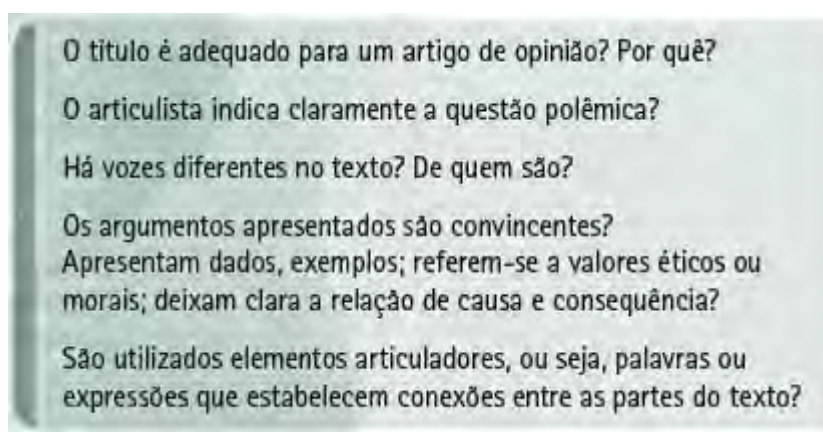 O título é adequado para um artigo de opinião? Por quê?
O articulista indica claramente a questão polêmica?
Há vozes diferentes no texto? De quem são?
Os argumentos apresentados são convincentes?
Apresentam dados, exemplos; referem-se a valores éticos ou
morais; deixam clara a relação de causa e consequência?
São utilizados elementos articuladores, ou seja, palavras ou
expressões que estabelecem conexões entre as partes do texto?